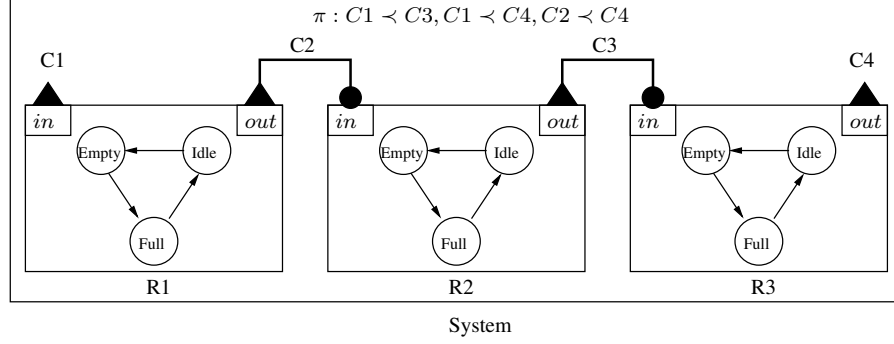 π : C1 ≺ C3, C1 ≺ C4, C2 ≺ C4
C1 C2 C3 C4
in out in out in out
Empty Idle Empty Idle Empty Idle
Full Full Full
R1 R2 R3
System